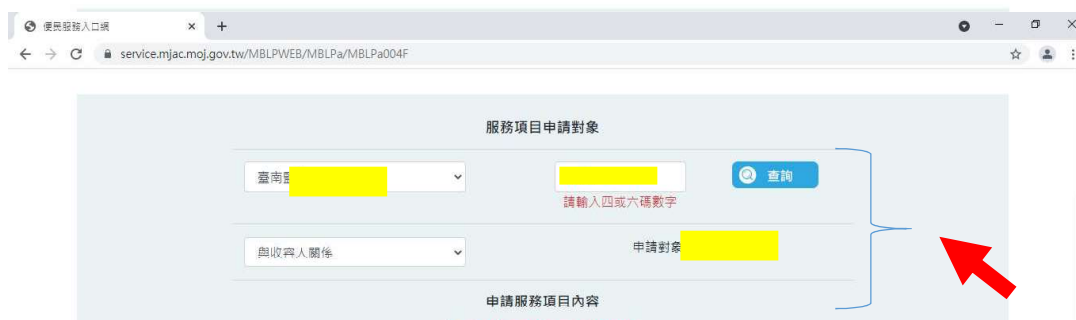 便民服務入口網
service.mjac.moj.gov.tw/MBLPWEB/MBLPa/MBLPa004F
服務項目申請對象
臺南
查詢
請輸入四或六碼數字
與收容人關係
申請對象
申請服務項目內容